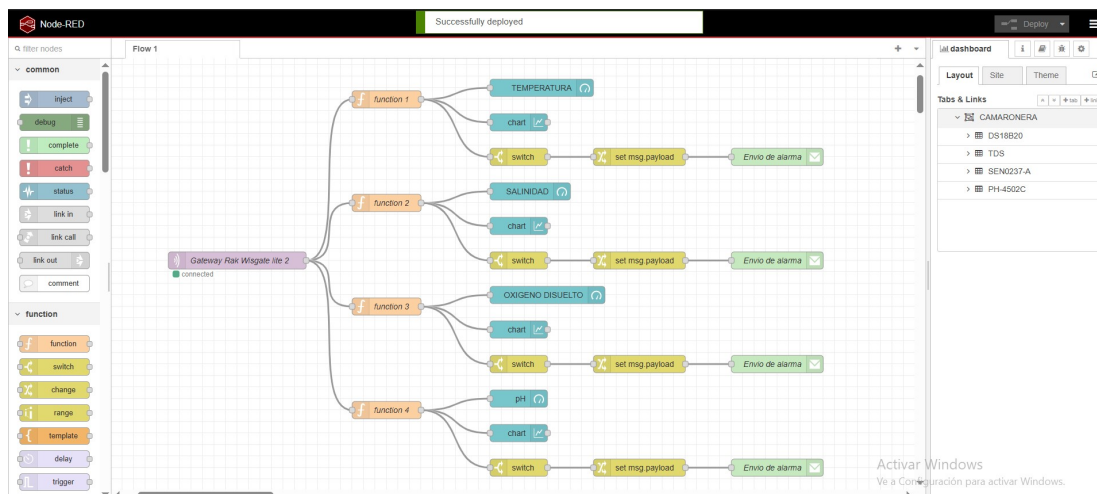 Node-RED
Successfully deployed
Deploy
filter nodes
Flow 1
dashboard
common
inject
debug
complete
catch
status
link in
link call
link out
comment
function
function
switch
change
range
template
delay
trigger
Gateway Rak Wisgate lite 2
connected
function 1
TEMPERATURA
chart
switch
set msg.payload
Envio de alarma
function 2
SALINIDAD
chart
switch
set msg.payload
Envio de alarma
function 3
OXIGENO DISUELTO
chart
switch
set msg.payload
Envio de alarma
function 4
pH
chart
switch
set msg.payload
Envio de alarma
Layout
Site
Theme
Tabs & Links
+ tab
CAMARONERA
DS18B20
TDS
SEN0237-A
PH-4502C
Activar Windows
Ve a Configuración para activar Windows.